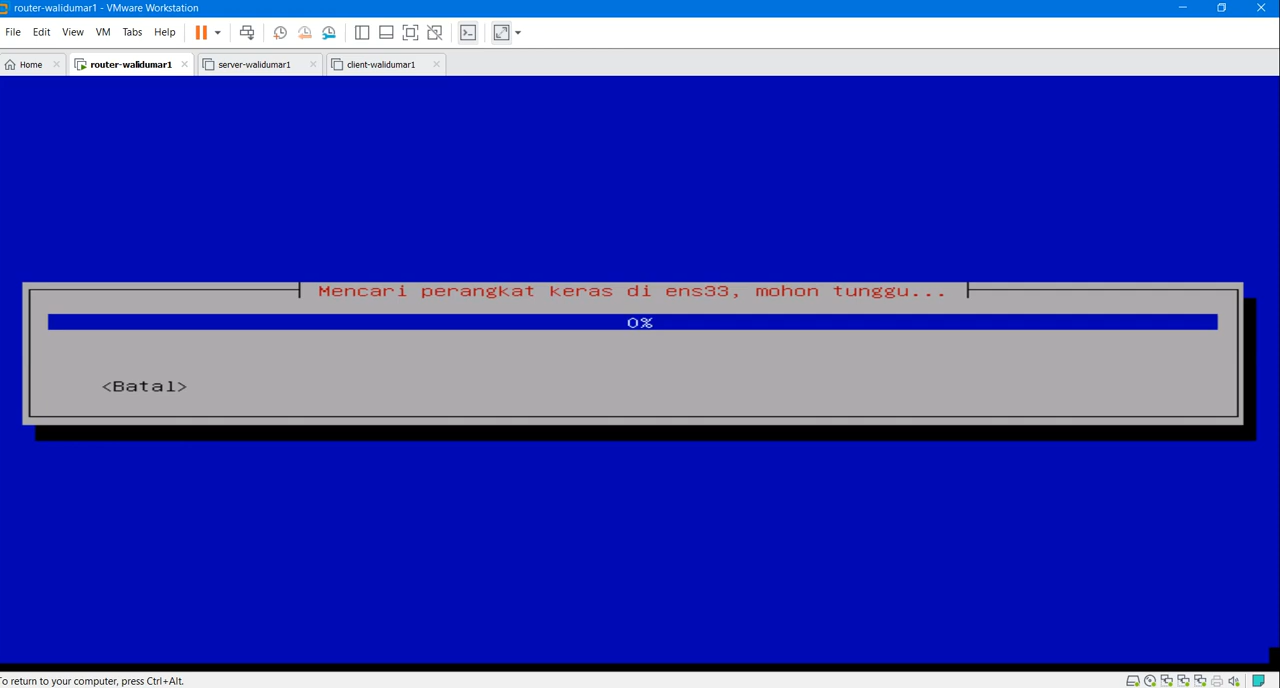 router-walidumar1 - VMware Workstation
File Edit View VM Tabs Help
Home router-walidumar1 server-walidumar1 client-walidumar1
Mencari perangkat keras di ens33, mohon tunggu...
0%
<Batal>
To return to your computer, press Ctrl+Alt.